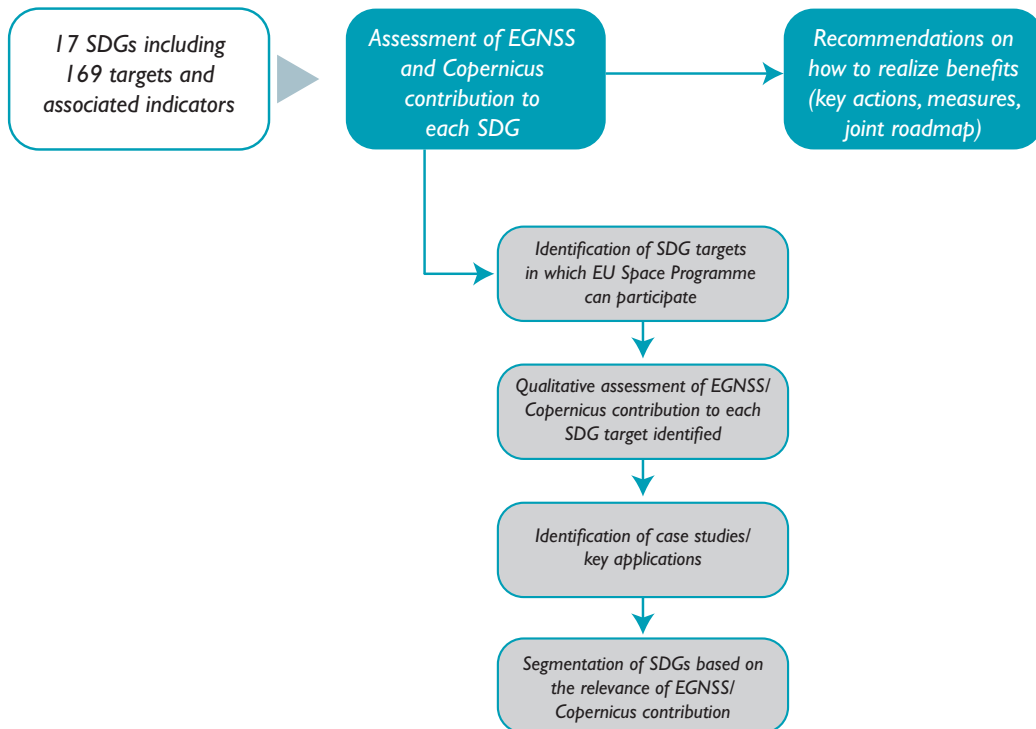 17 SDGs including
169 targets and
associated indicators
Assessment of EGNSS
and Copernicus
contribution to
each SDG
Recommendations on
how to realize benefits
(key actions, measures,
joint roadmap)
Identification of SDG targets
in which EU Space Programme
can participate
Qualitative assessment of EGNSS/
Copernicus contribution to each
SDG target identified
Identification of case studies/
key applications
Segmentation of SDGs based on
the relevance of EGNSS/
Copernicus contribution